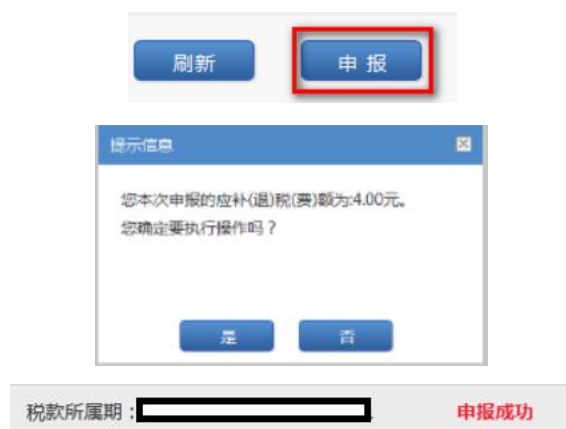 刷新 申报
提示信息
您本次申报的应补(退)税(费)额为:4.00元。
您确定要执行操作吗？
是 否
税款所属期： 申报成功